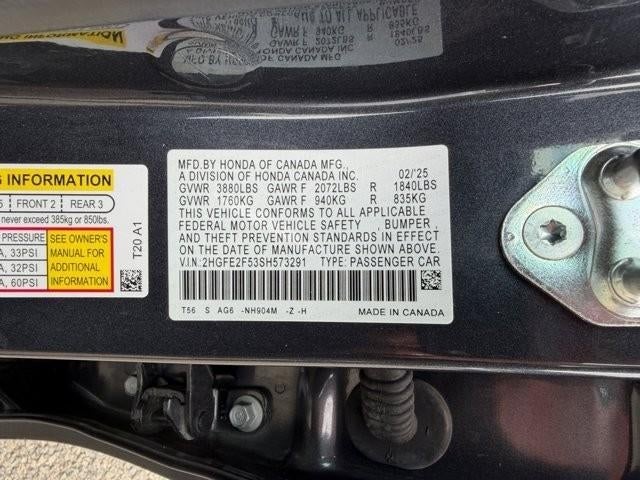 G INFORMATION
5 FRONT 2 REAR 3
never exceed 385kg or 850lbs.
PRESSURE
A, 33PSI
A, 32PSI
A, 60PSI
SEE OWNER'S
MANUAL
FOR
ADDITIONAL
INFORMATION
T20 A1
MFD.BY HONDA OF CANADA MFG.,
A DIVISION OF HONDA CANADA INC. 02/'25
GVWR 3880LBS GAWR F 2072LBS R 1840LBS
GVWR 1760KG GAWR F 940KG R 835KG
THIS VEHICLE CONFORMS TO ALL APPLICABLE
FEDERAL MOTOR VEHICLE SAFETY , BUMPER ,
AND THEFT PREVENTION STANDARDS IN EFFECT
ON THE DATE OF MANUFACTURE SHOWN ABOVE.
V.I.N:2HGFE2F53SH573291 TYPE: PASSENGER CAR
T56 S AG6 -NH904M -Z -H MADE IN CANADA